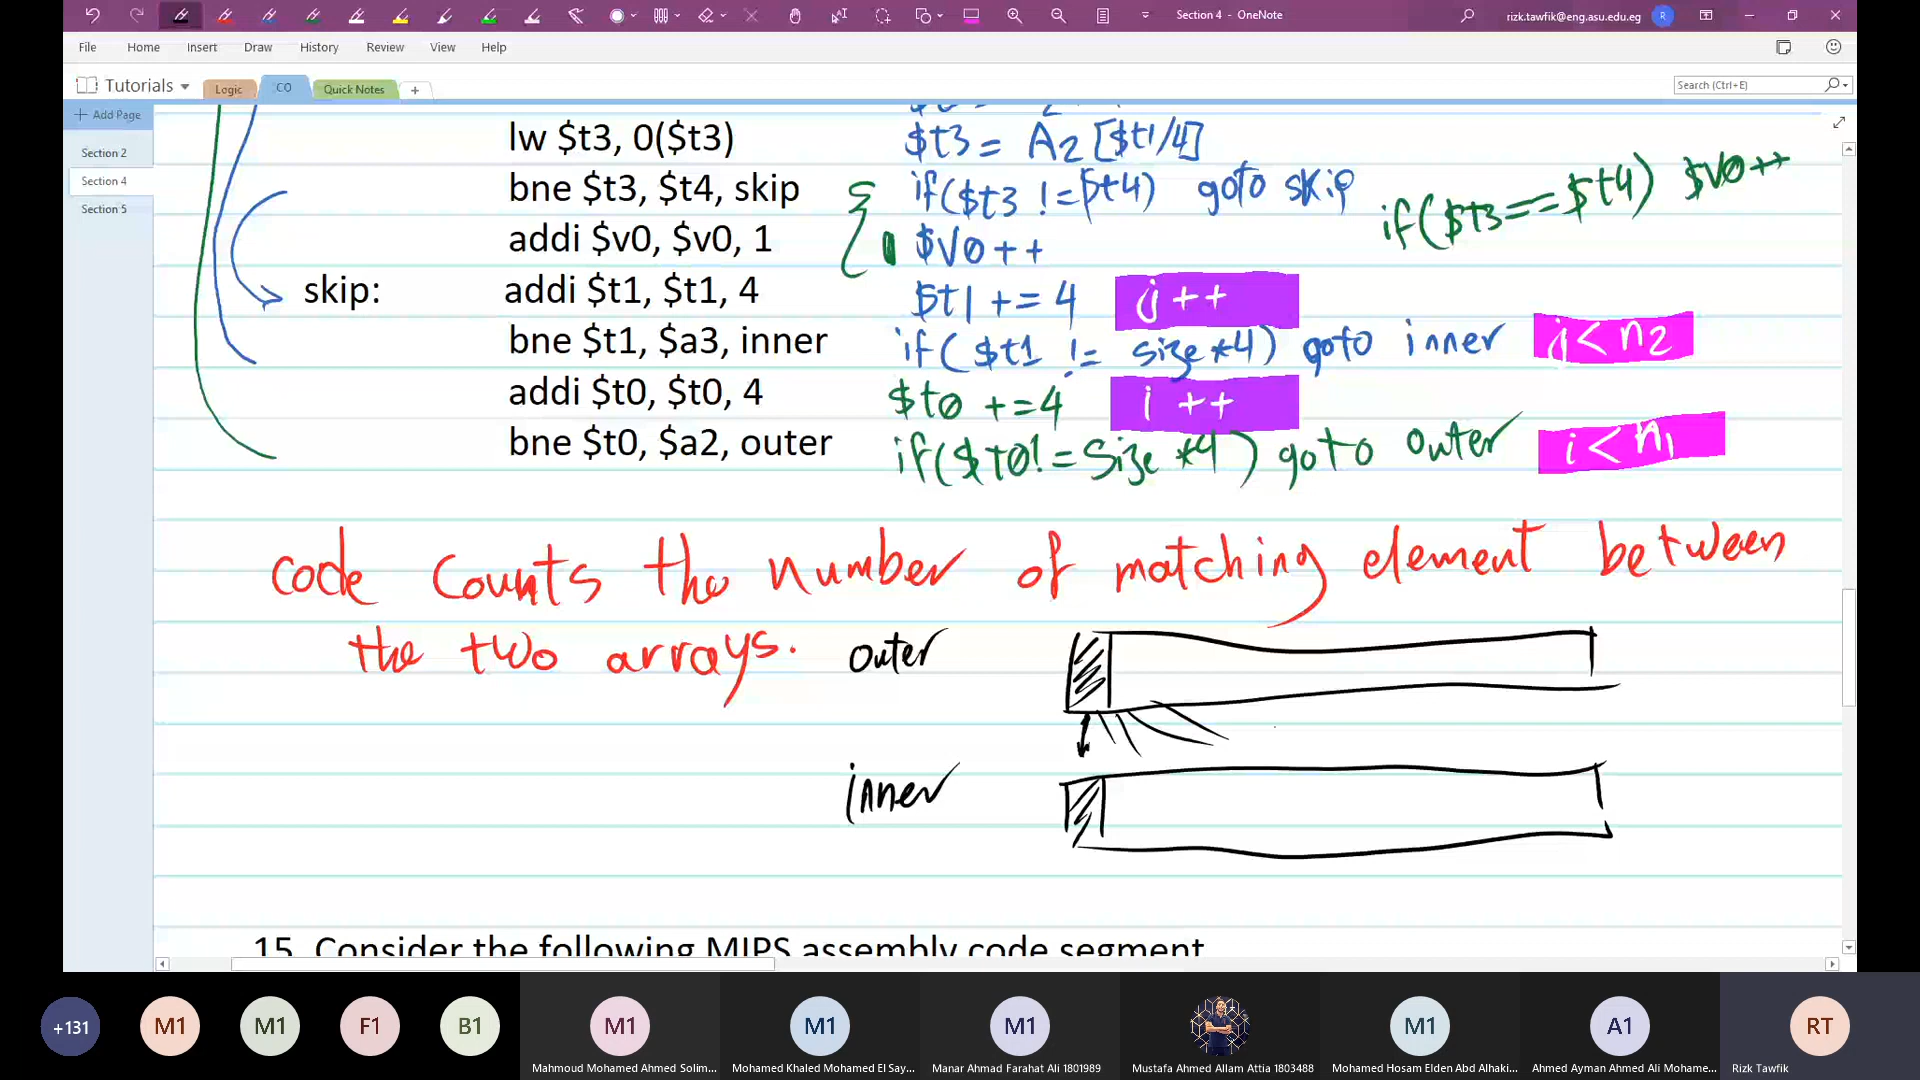 Section 4 - OneNote
rizk.tawfik@eng.asu.edu.eg
R
File Home Insert Draw History Review View Help
Tutorials
Logic
CO
Quick Notes
Search (Ctrl+E)
Add Page
Section 2
Section 4
Section 5
lw $t3, 0($t3)
$t3 = A2 [$t1/4]
bne $t3, $t4, skip
if($t3 != $t4) goto skip
if($t3==$t4) $v0++
addi $v0, $v0, 1
$v0++
skip: addi $t1, $t1, 4
$t1 += 4
j++
bne $t1, $a3, inner
if($t1 != size*4) goto inner
j<n2
addi $t0, $t0, 4
$t0 +=4
i++
bne $t0, $a2, outer
if($t0!=Size*4) goto outer
i<n1
code counts the number of matching element between
the two arrays.
outer
inner
15. Consider the following MIPS assembly code segment
+131
M1
M1
F1
B1
M1
Mahmoud Mohamed Ahmed Solim...
M1
Mohamed Khaled Mohamed El Say...
M1
Manar Ahmad Farahat Ali 1801989
Mustafa Ahmed Allam Attia 1803488
M1
Mohamed Hosam Elden Abd Alhaki...
A1
Ahmed Ayman Ahmed Ali Mohame...
RT
Rizk Tawfik